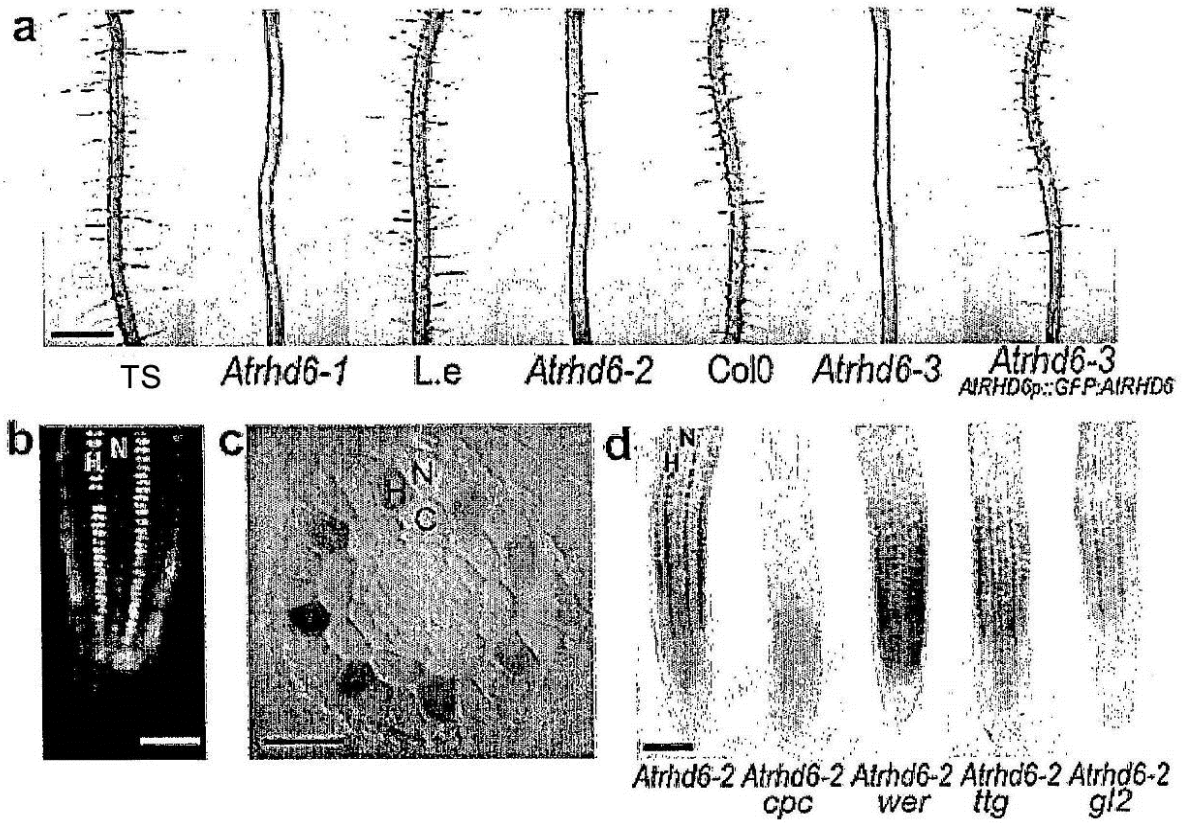 a
TS Atrhd6-1 L.e Atrhd6-2 Col0 Atrhd6-3 Atrhd6-3
AtRHD6p::GFP:AtRHD6
b N
H
c N
H
C
d N
H
Atrhd6-2 Atrhd6-2 Atrhd6-2 Atrhd6-2 Atrhd6-2
cpc wer ttg gl2